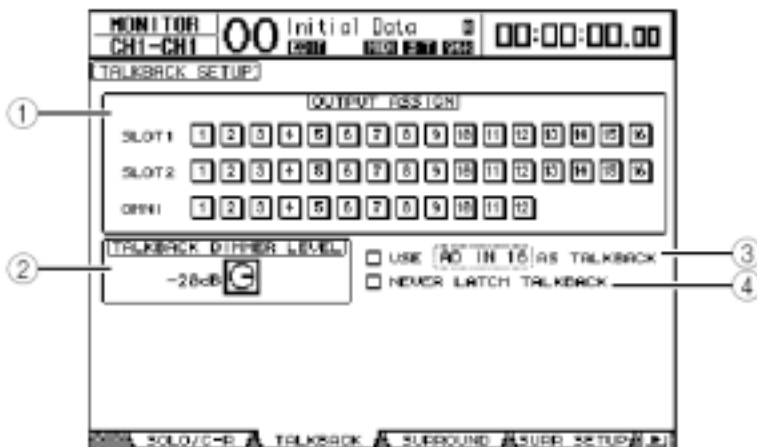 MONITOR
CH1-CH1
00 Initial Data 0
EDIT MIDI
00:00:00.00
TALKBACK SETUP
① OUTPUT ASSIGN
SLOT1 1 2 3 4 5 6 7 8 9 10 11 12 13 14 15 16
SLOT2 1 2 3 4 5 6 7 8 9 10 11 12 13 14 15 16
OMNI 1 2 3 4 5 6 7 8 9 10 11 12
② TALKBACK DIMMER LEVEL
-20dB
USE AD IN 16 AS TALKBACK ③
NEVER LATCH TALKBACK ④
SOLO/C-R TALKBACK SURROUND SURR SETUP